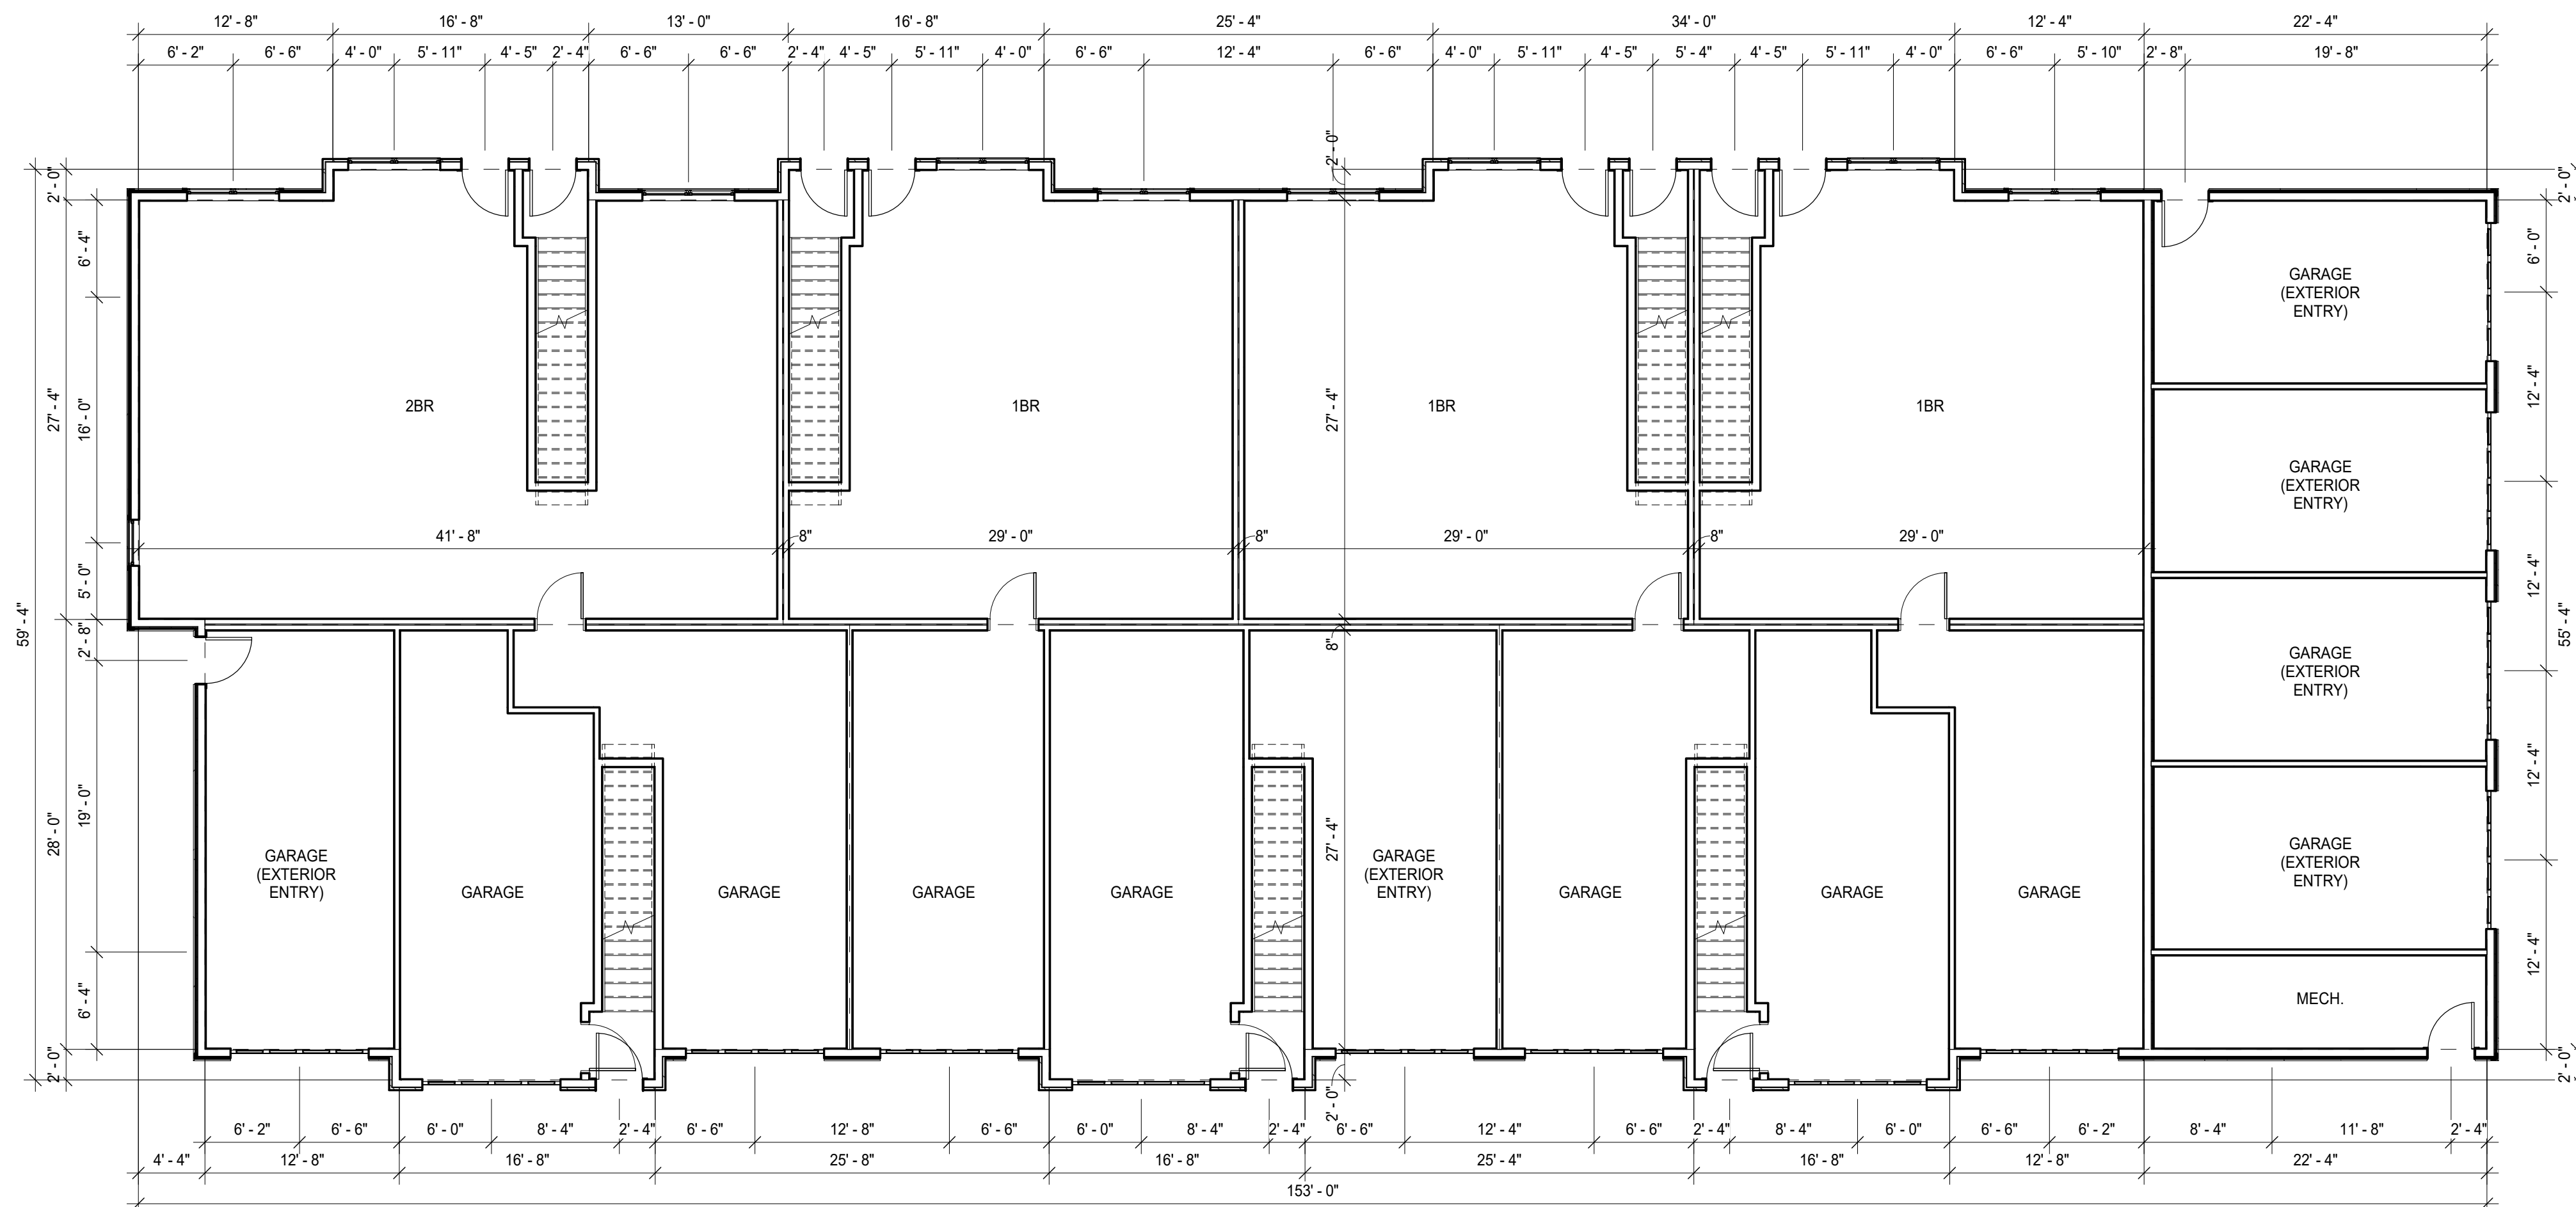 12' - 8" 16' - 8" 13' - 0" 16' - 8" 25' - 4" 34' - 0" 12' - 4" 22' - 4"
6' - 2" 6' - 6" 4' - 0" 5' - 11" 4' - 5" 2' - 4" 6' - 6" 6' - 6" 2' - 4" 4' - 5" 5' - 11" 4' - 0" 6' - 6" 12' - 4" 6' - 6" 4' - 0" 5' - 11" 4' - 5" 5' - 4" 4' - 5" 5' - 11" 4' - 0" 6' - 6" 5' - 10" 2' - 8" 19' - 8"
59' - 4"
2' - 0"
27' - 4"
28' - 0"
2' - 0"
6' - 4"
16' - 0"
5' - 0"
2' - 8"
19' - 0"
6' - 4"
2BR
1BR
1BR
1BR
41' - 8" 8" 29' - 0" 8" 29' - 0" 8" 29' - 0"
2' - 0"
27' - 4"
8"
27' - 4"
2' - 0"
GARAGE
(EXTERIOR
ENTRY)
GARAGE
(EXTERIOR
ENTRY)
GARAGE
(EXTERIOR
ENTRY)
GARAGE
(EXTERIOR
ENTRY)
MECH.
GARAGE
(EXTERIOR
ENTRY)
GARAGE
GARAGE
GARAGE
GARAGE
GARAGE
(EXTERIOR
ENTRY)
GARAGE
GARAGE
GARAGE
2' - 0"
6' - 0"
12' - 4"
12' - 4"
12' - 4"
12' - 4"
55' - 4"
2' - 0"
6' - 2" 6' - 6" 6' - 0" 8' - 4" 2' - 4" 6' - 6" 12' - 8" 6' - 6" 6' - 0" 8' - 4" 2' - 4" 6' - 6" 12' - 4" 6' - 6" 2' - 4" 8' - 4" 6' - 0" 6' - 6" 6' - 2" 8' - 4" 11' - 8" 2' - 4"
4' - 4" 12' - 8" 16' - 8" 25' - 8" 16' - 8" 25' - 4" 16' - 8" 12' - 8" 22' - 4"
153' - 0"